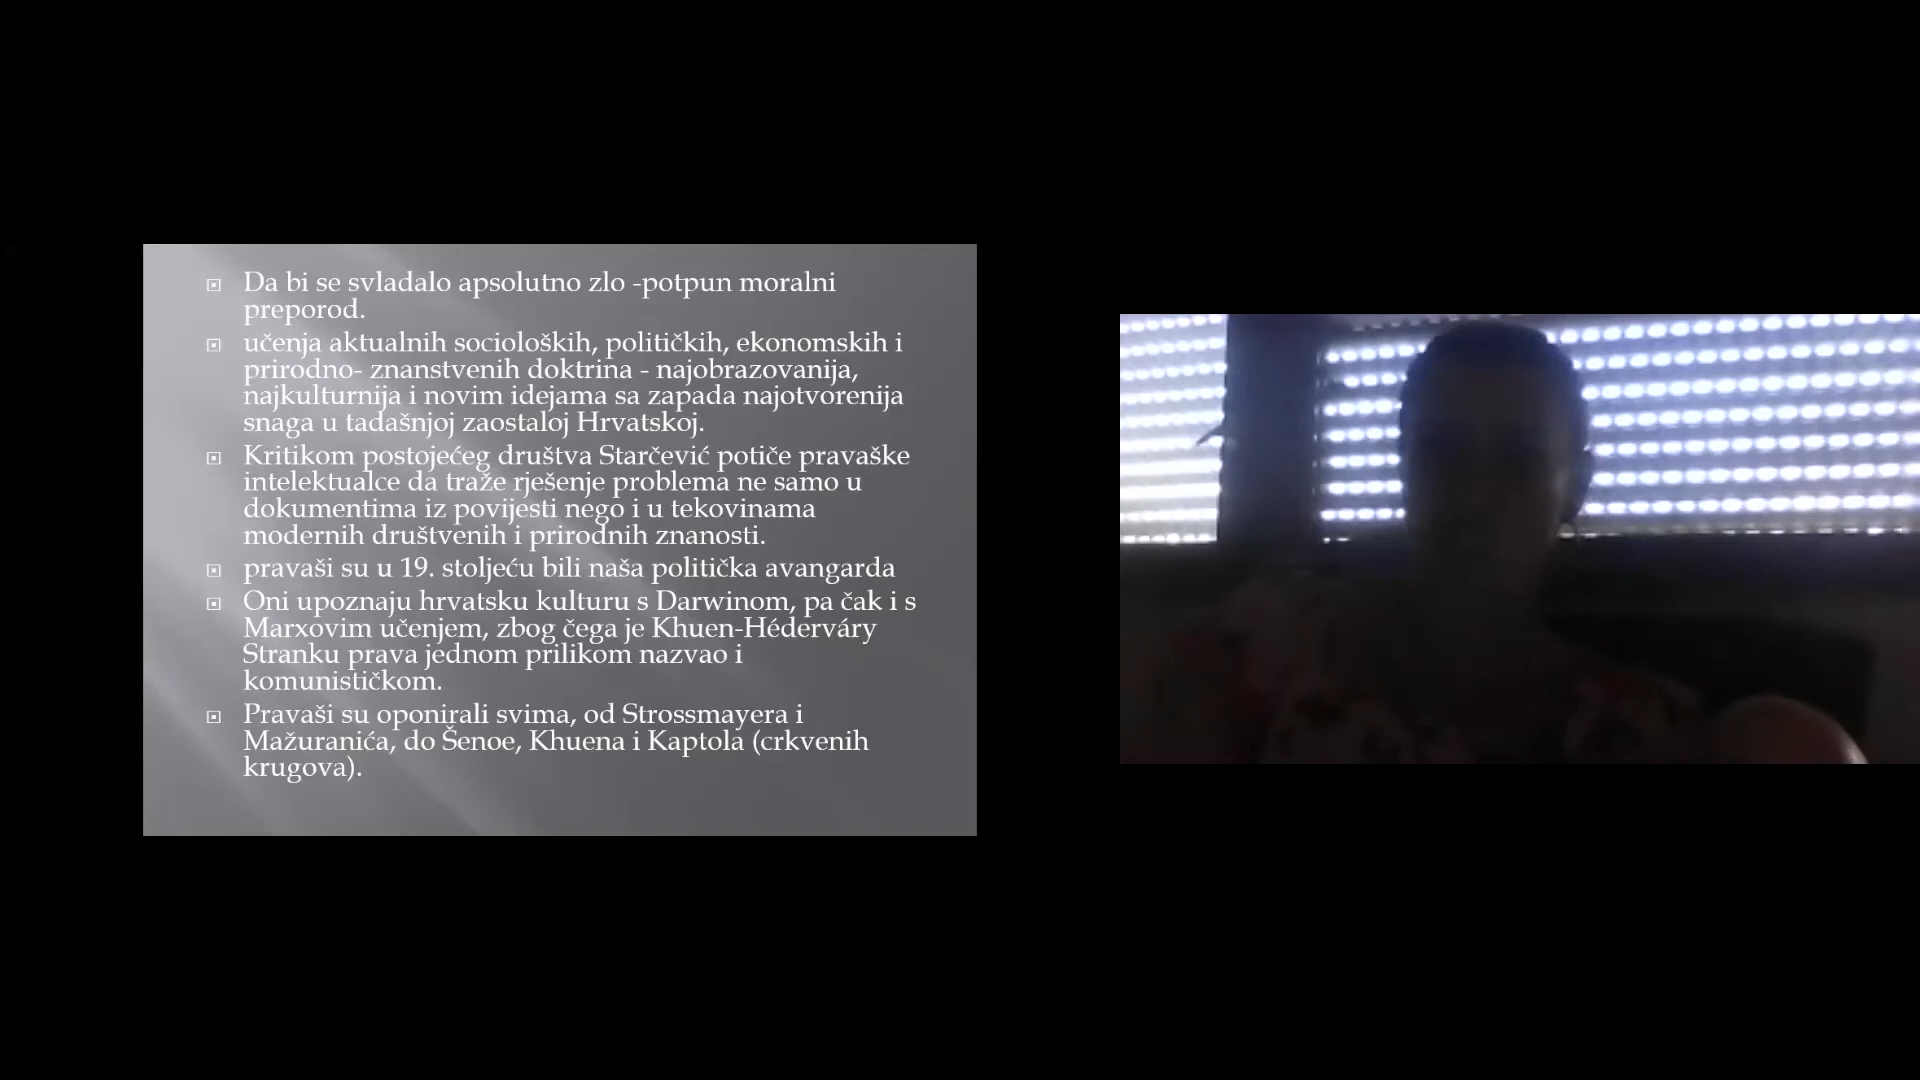 Da bi se svladalo apsolutno zlo -potpun moralni
preporod.
učenja aktualnih socioloških, političkih, ekonomskih i
prirodno- znanstvenih doktrina - najobrazovanija,
najkulturnija i novim idejama sa zapada najotvorenija
snaga u tadašnjoj zaostaloj Hrvatskoj.
Kritikom postojećeg društva Starčević potiče pravaške
intelektualce da traže rješenje problema ne samo u
dokumentima iz povijesti nego i u tekovinama
modernih društvenih i prirodnih znanosti.
pravaši su u 19. stoljeću bili naša politička avangarda
Oni upoznaju hrvatsku kulturu s Darwinom, pa čak i s
Marxovim učenjem, zbog čega je Khuen-Héderváry
Stranku prava jednom prilikom nazvao i
komunističkom.
Pravaši su oponirali svima, od Strossmayera i
Mažuranića, do Šenoe, Khuena i Kaptola (crkvenih
krugova).